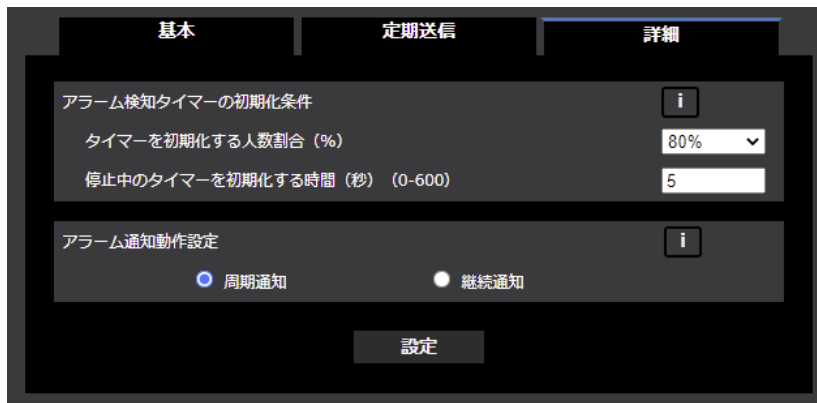 基本 定期送信 詳細
アラーム検知タイマーの初期化条件 i
タイマーを初期化する人数割合（%） 80%
停止中のタイマーを初期化する時間（秒）（0-600） 5
アラーム通知動作設定 i
周期通知 継続通知
設定